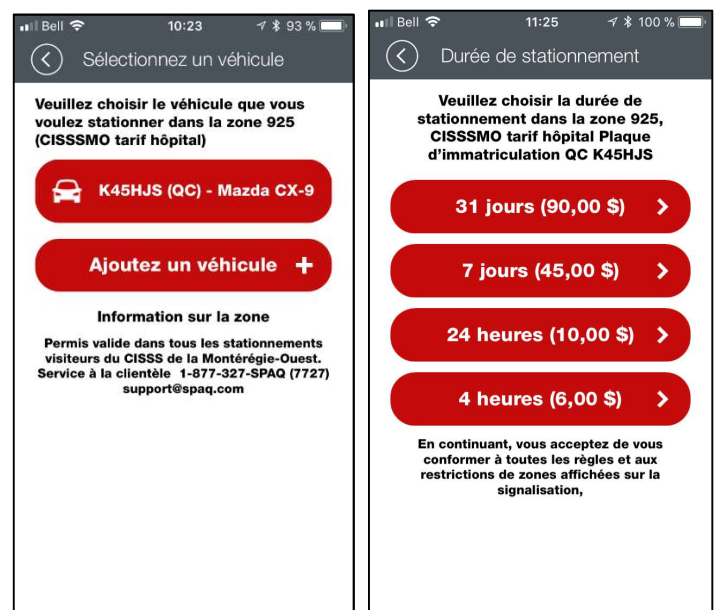 Bell 10:23 93 %
Sélectionnez un véhicule
Veuillez choisir le véhicule que vous
voulez stationner dans la zone 925
(CISSSMO tarif hôpital)
K45HJS (QC) - Mazda CX-9
Ajoutez un véhicule +
Information sur la zone
Permis valide dans tous les stationnements
visiteurs du CISSS de la Montérégie-Ouest.
Service à la clientèle 1-877-327-SPAQ (7727)
support@spaq.com
Bell 11:25 100 %
Durée de stationnement
Veuillez choisir la durée de
stationnement dans la zone 925,
CISSSMO tarif hôpital Plaque
d'immatriculation QC K45HJS
31 jours (90,00 $)
7 jours (45,00 $)
24 heures (10,00 $)
4 heures (6,00 $)
En continuant, vous acceptez de vous
conformer à toutes les règles et aux
restrictions de zones affichées sur la
signalisation,